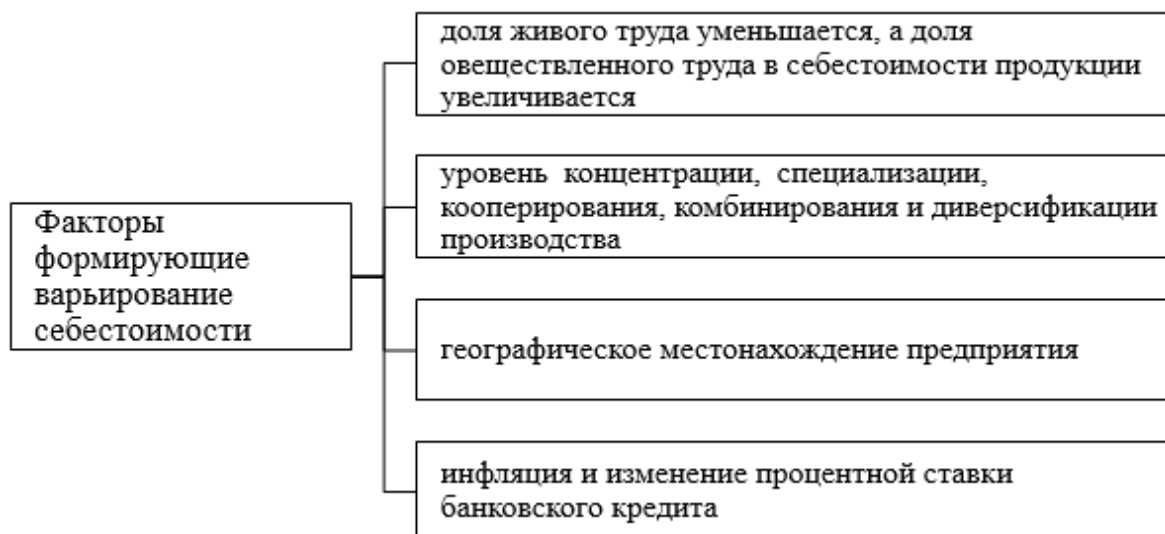 доля живого труда уменьшается, а доля
овеществленного труда в себестоимости продукции
увеличивается
уровень концентрации, специализации,
кооперирования, комбинирования и диверсификации
производства
Факторы
формирующие
варьирование
себестоимости
географическое местонахождение предприятия
инфляция и изменение процентной ставки
банковского кредита